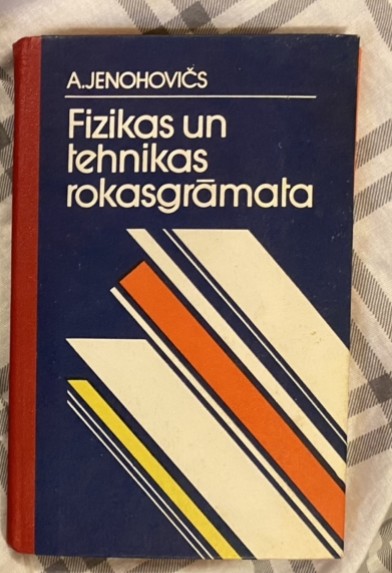 A.JENOHOVIČS
Fizikas un
tehnikas
rokasgrāmata